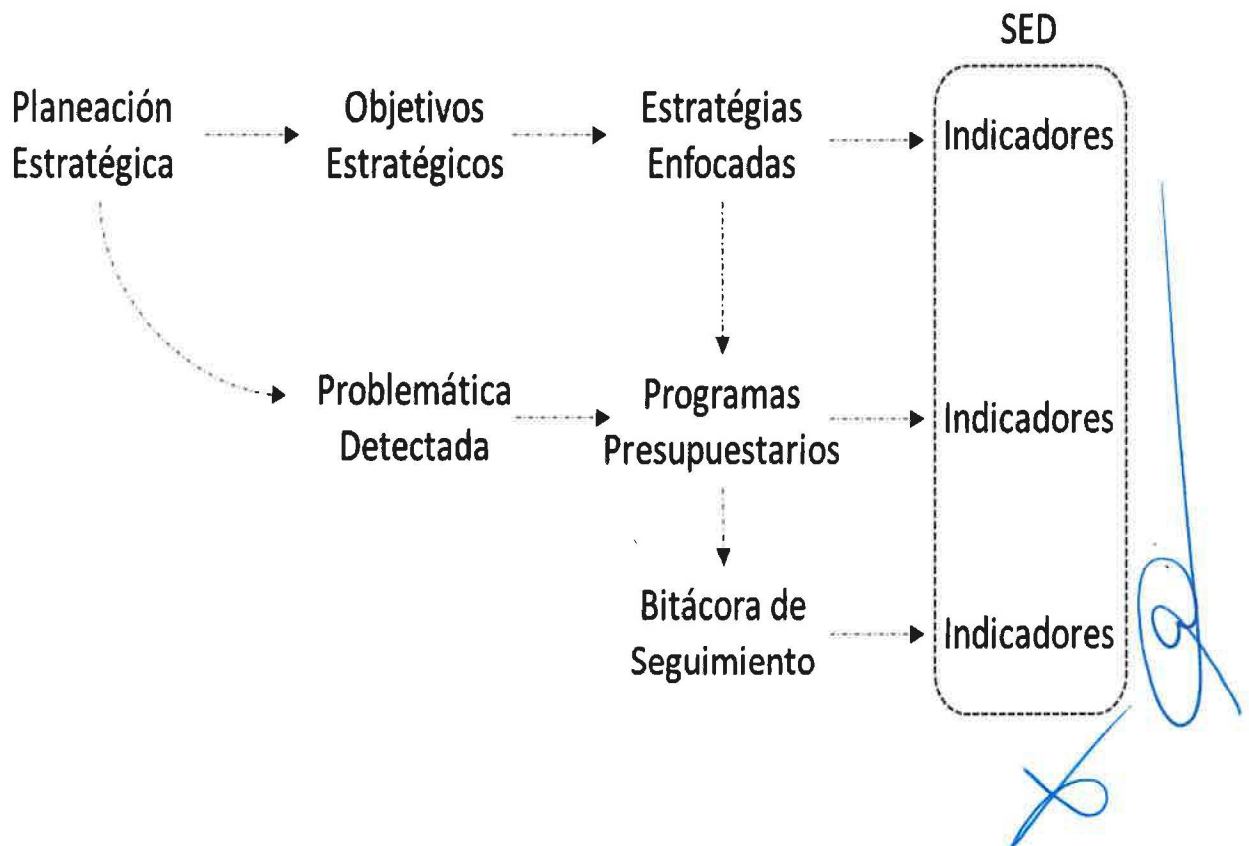 SED
Planeación
Estratégica
Objetivos
Estratégicos
Estratégias
Enfocadas
Indicadores
Problemática
Detectada
Programas
Presupuestarios
Indicadores
Bitácora de
Seguimiento
Indicadores